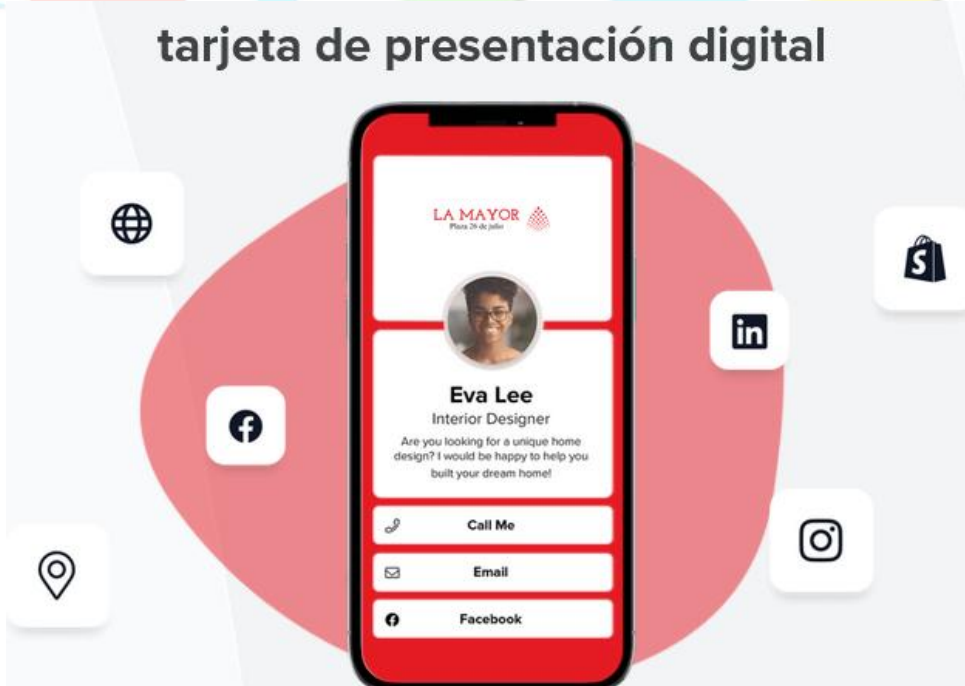 tarjeta de presentación digital
LA MAYOR
Plaza 26 de julio
Eva Lee
Interior Designer
Are you looking for a unique home
design? I would be happy to help you
built your dream home!
Call Me
Email
Facebook